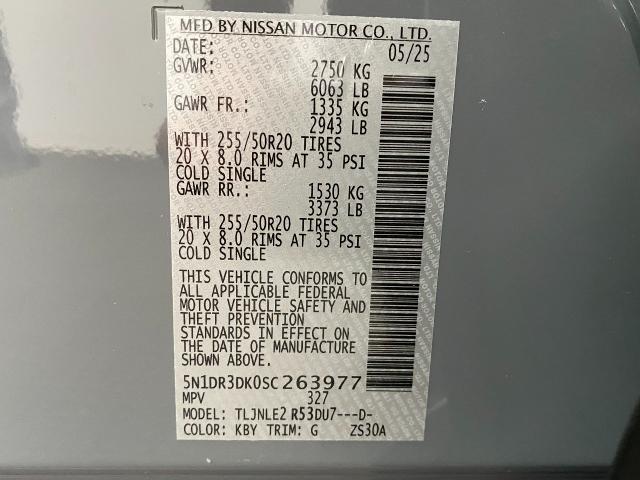 MFD BY NISSAN MOTOR CO., LTD.
DATE: 05/25
GVWR: 2750 KG
6063 LB
GAWR FR.: 1335 KG
2943 LB
WITH 255/50R20 TIRES
20 X 8.0 RIMS AT 35 PSI
COLD SINGLE
GAWR RR.: 1530 KG
3373 LB
WITH 255/50R20 TIRES
20 X 8.0 RIMS AT 35 PSI
COLD SINGLE
THIS VEHICLE CONFORMS TO
ALL APPLICABLE FEDERAL
MOTOR VEHICLE SAFETY AND
THEFT PREVENTION
STANDARDS IN EFFECT ON
THE DATE OF MANUFACTURE
SHOWN ABOVE.
5N1DR3DK0SC263977
MPV 327
MODEL: TLJNLE2 R53DU7---D-
COLOR: KBY TRIM: G ZS30A